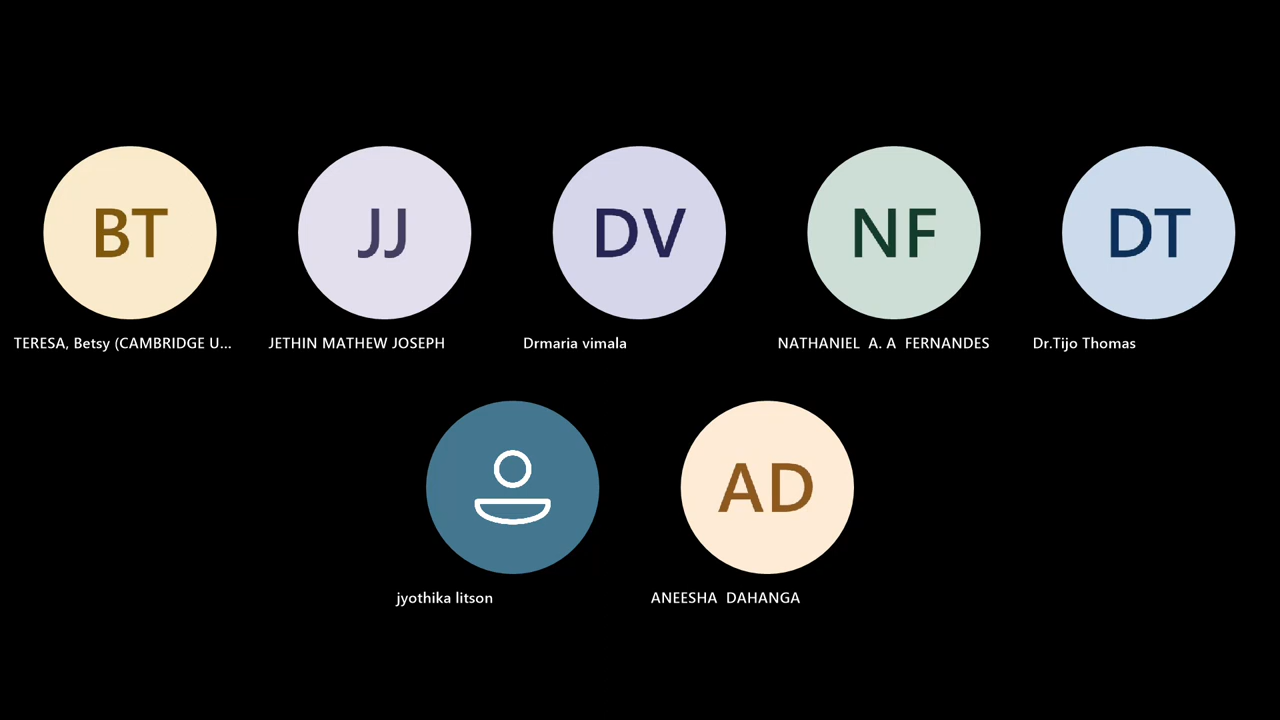 BT
JJ
DV
NF
DT
TERESA, Betsy (CAMBRIDGE U...
JETHIN MATHEW JOSEPH
Drmaria vimala
NATHANIEL A. A FERNANDES
Dr.Tijo Thomas
AD
jyothika litson
ANEESHA DAHANGA